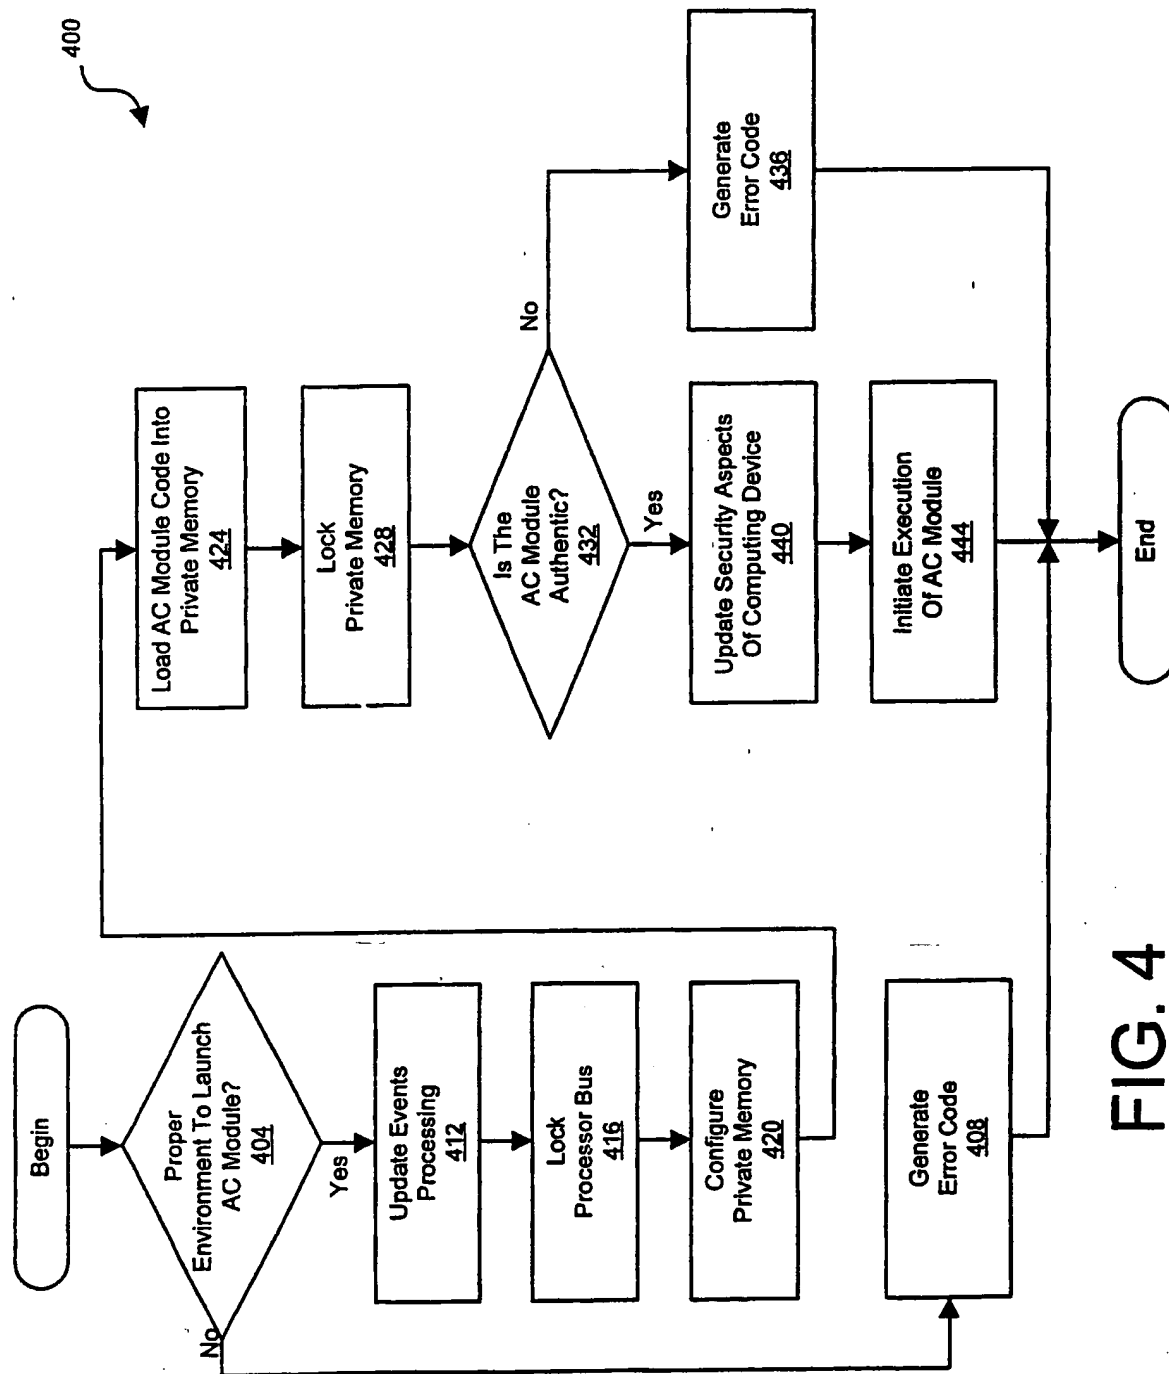 400
Begin
Proper
Environment To Launch
AC Module?
404
No
Yes
Update Events
Processing
412
Lock
Processor Bus
416
Configure
Private Memory
420
Generate
Error Code
408
Load AC Module Code Into
Private Memory
424
Lock
Private Memory
428
Is The
AC Module
Authentic?
432
No
Yes
Generate
Error Code
436
Update Security Aspects
Of Computing Device
440
Initiate Execution
Of AC Module
444
End
FIG. 4